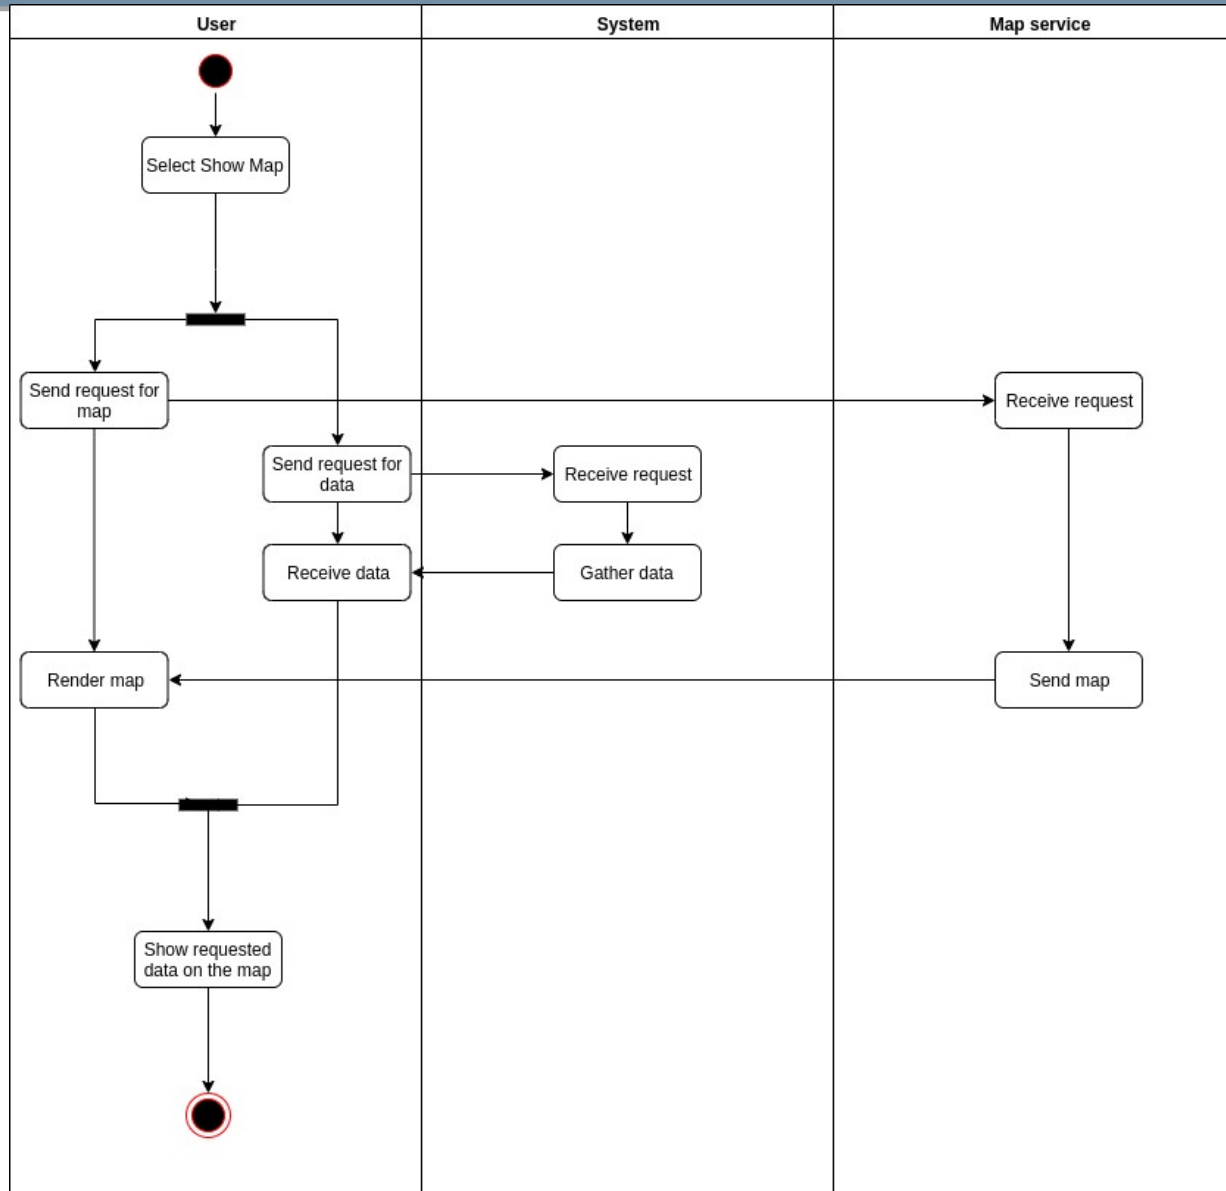 User
System
Map service
Select Show Map
Send request for
map
Receive request
Send request for
data
Receive request
Receive data
Gather data
Render map
Send map
Show requested
data on the map